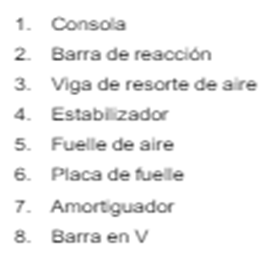 1. Consola
2. Barra de reacción
3. Viga de resorte de aire
4. Estabilizador
5. Fuelle de aire
6. Placa de fuelle
7. Amortiguador
8. Barra en V